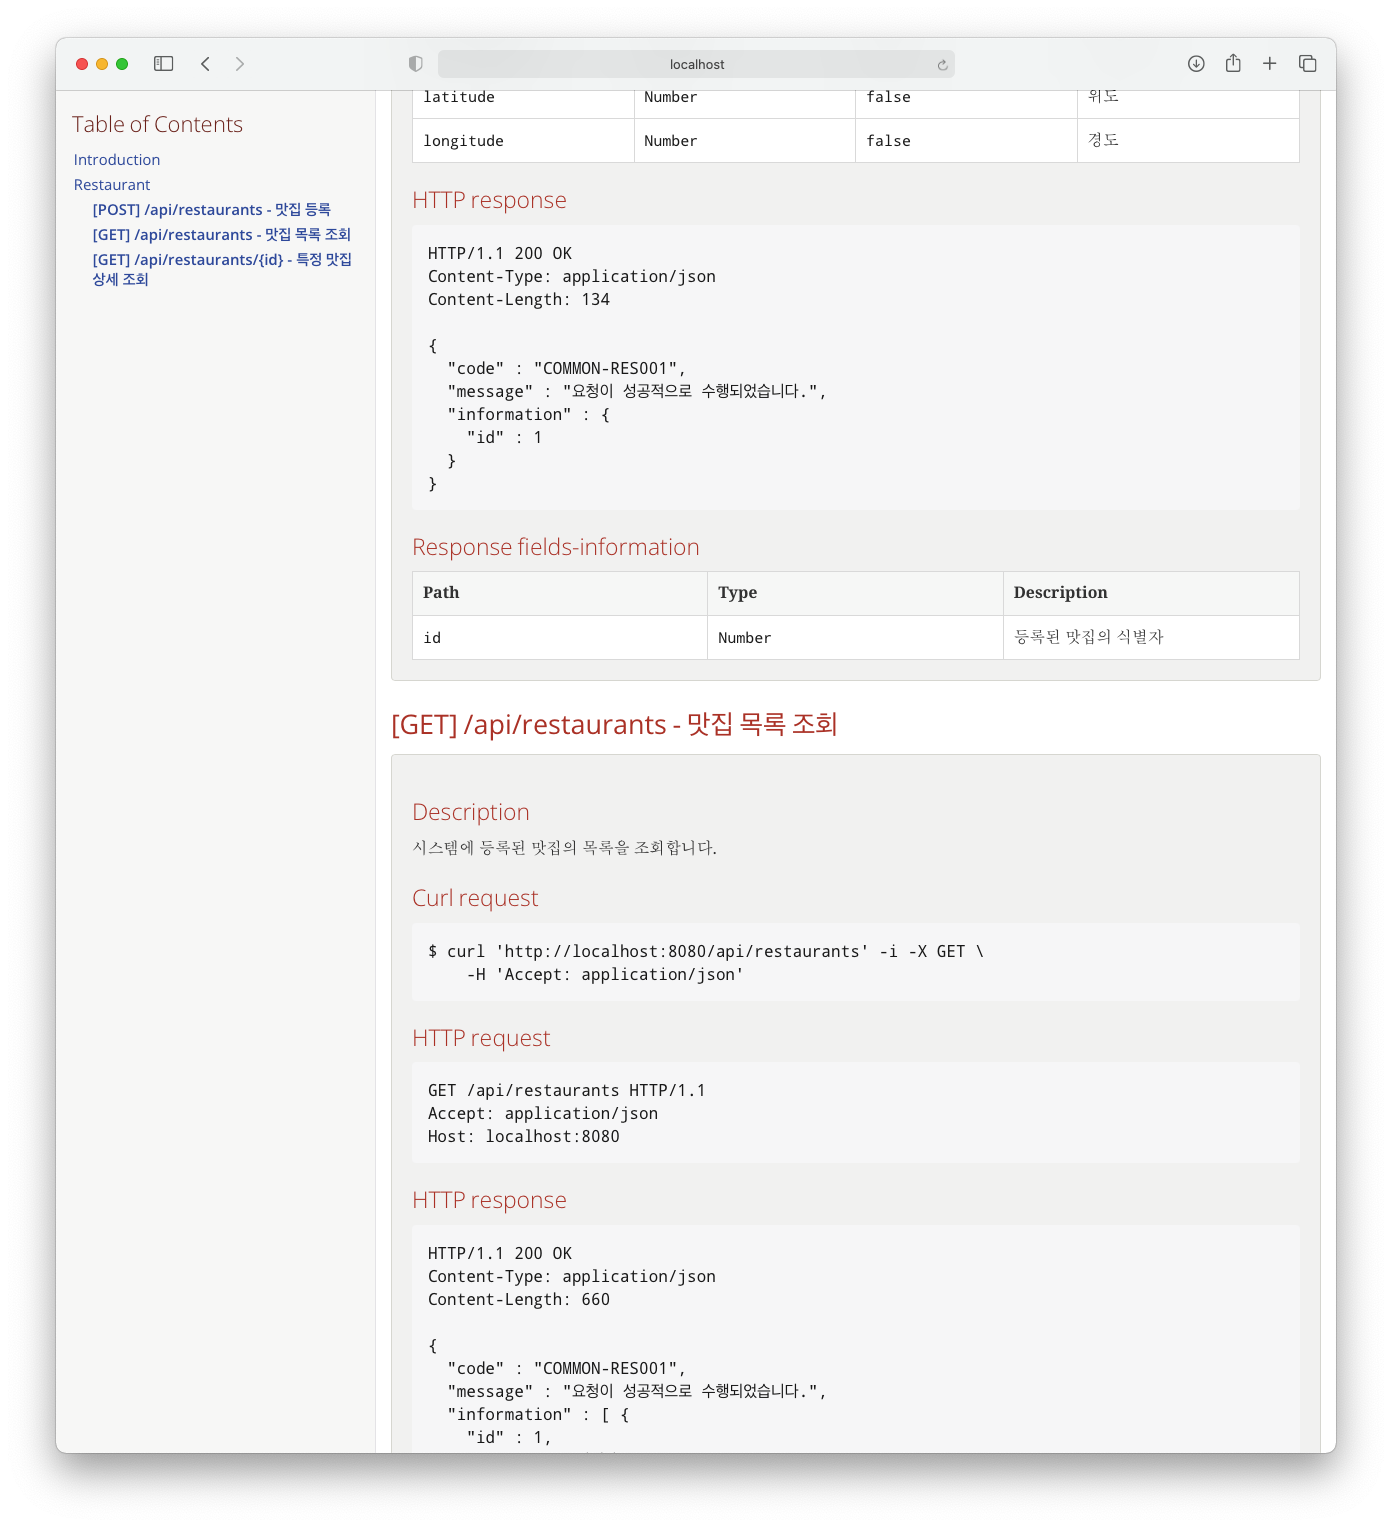 localhost
Table of Contents
Introduction
Restaurant
[POST] /api/restaurants - 맛집 등록
[GET] /api/restaurants - 맛집 목록 조회
[GET] /api/restaurants/{id} - 특정 맛집
상세 조회
latitude Number false 위도
longitude Number false 경도
HTTP response
HTTP/1.1 200 OK
Content-Type: application/json
Content-Length: 134
{
"code" : "COMMON-RES001",
"message" : "요청이 성공적으로 수행되었습니다.",
"information" : {
"id" : 1
}
}
Response fields-information
Path Type Description
id Number 등록된 맛집의 식별자
[GET] /api/restaurants - 맛집 목록 조회
Description
시스템에 등록된 맛집의 목록을 조회합니다.
Curl request
$ curl 'http://localhost:8080/api/restaurants' -i -X GET \
-H 'Accept: application/json'
HTTP request
GET /api/restaurants HTTP/1.1
Accept: application/json
Host: localhost:8080
HTTP response
HTTP/1.1 200 OK
Content-Type: application/json
Content-Length: 660
{
"code" : "COMMON-RES001",
"message" : "요청이 성공적으로 수행되었습니다.",
"information" : [ {
"id" : 1,